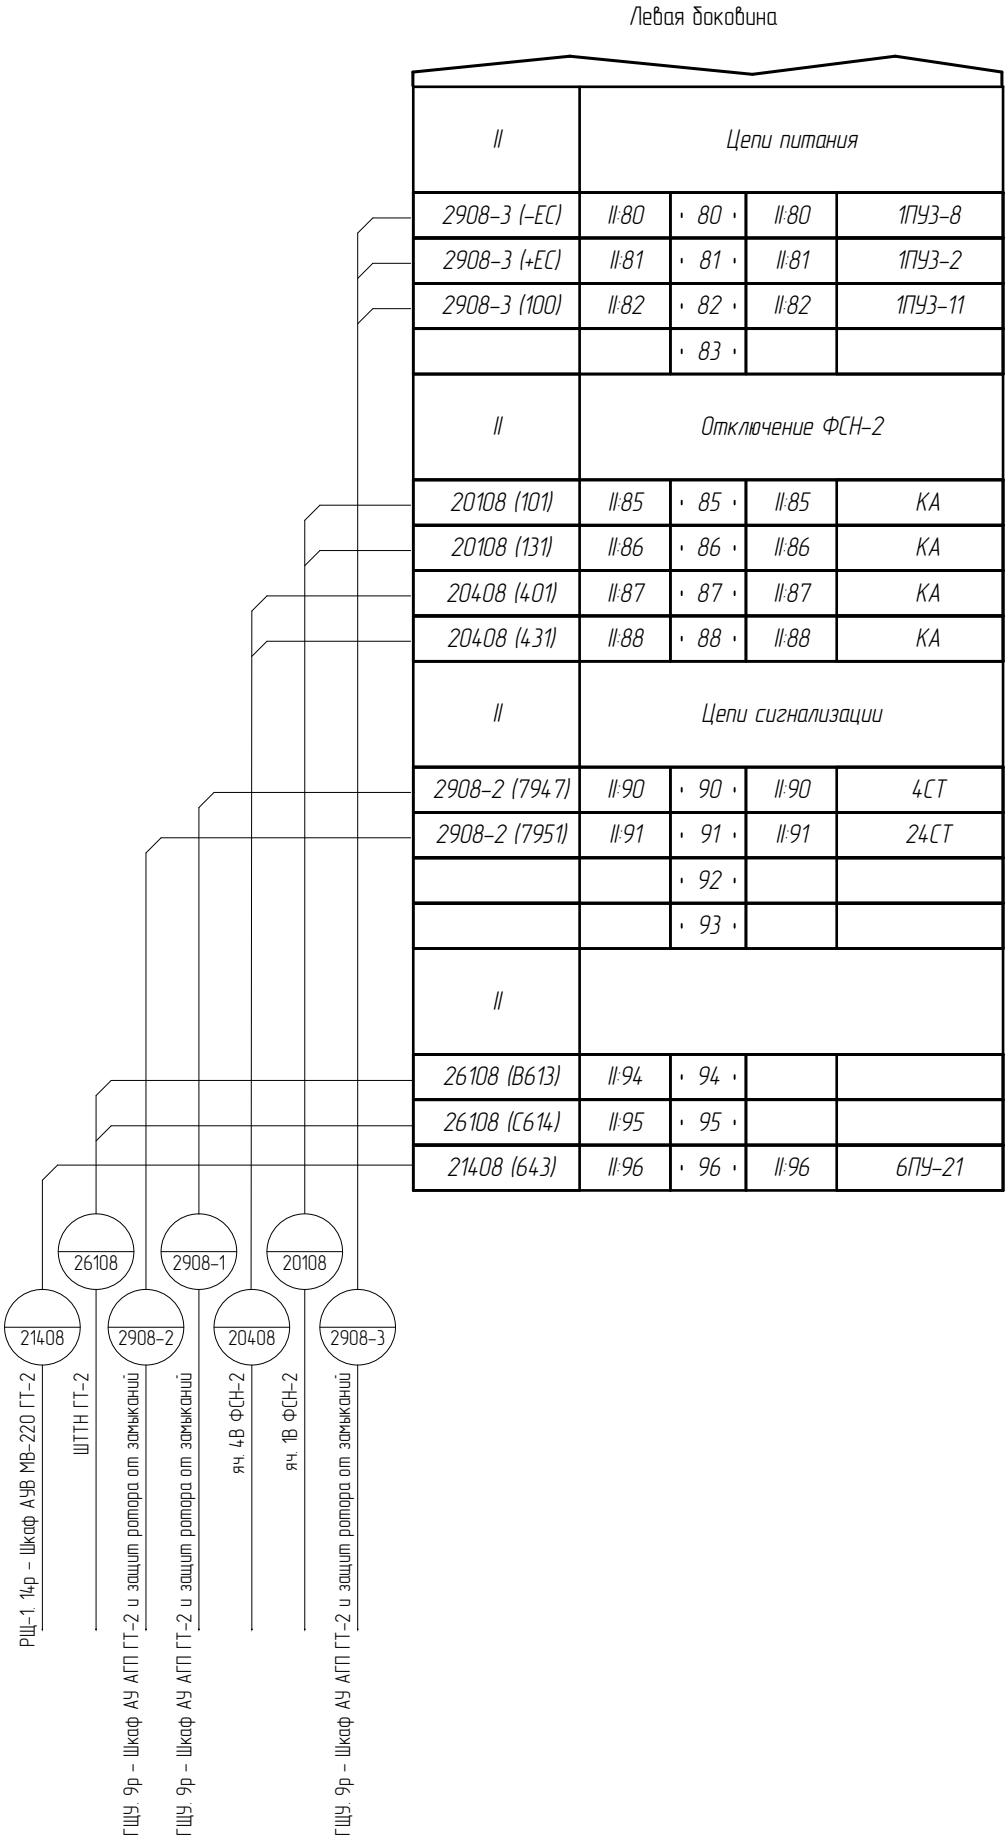 Левая боковина
II Цепи питания
2908-3 (-ЕС) II:80 · 80 · II:80 1ПУЗ-8
2908-3 (+ЕС) II:81 · 81 · II:81 1ПУЗ-2
2908-3 (100) II:82 · 82 · II:82 1ПУЗ-11
· 83 ·
II Отключение ФСН-2
20108 (101) II:85 · 85 · II:85 КА
20108 (131) II:86 · 86 · II:86 КА
20408 (401) II:87 · 87 · II:87 КА
20408 (431) II:88 · 88 · II:88 КА
II Цепи сигнализации
2908-2 (7947) II:90 · 90 · II:90 4СТ
2908-2 (7951) II:91 · 91 · II:91 24СТ
· 92 ·
· 93 ·
II
26108 (В613) II:94 · 94 ·
26108 (С614) II:95 · 95 ·
21408 (643) II:96 · 96 · II:96 6ПУ-21
26108 2908-1 20108
21408 2908-2 20408 2908-3
РЩ-1. 14р - Шкаф АУВ МВ-220 ГТ-2
ШТТН ГТ-2
ГЩУ. 9р - Шкаф АУ АГП ГТ-2 и защит ротора от замыканий
ГЩУ. 9р - Шкаф АУ АГП ГТ-2 и защит ротора от замыканий
яч. 4В ФСН-2
яч. 1В ФСН-2
ГЩУ. 9р - Шкаф АУ АГП ГТ-2 и защит ротора от замыканий